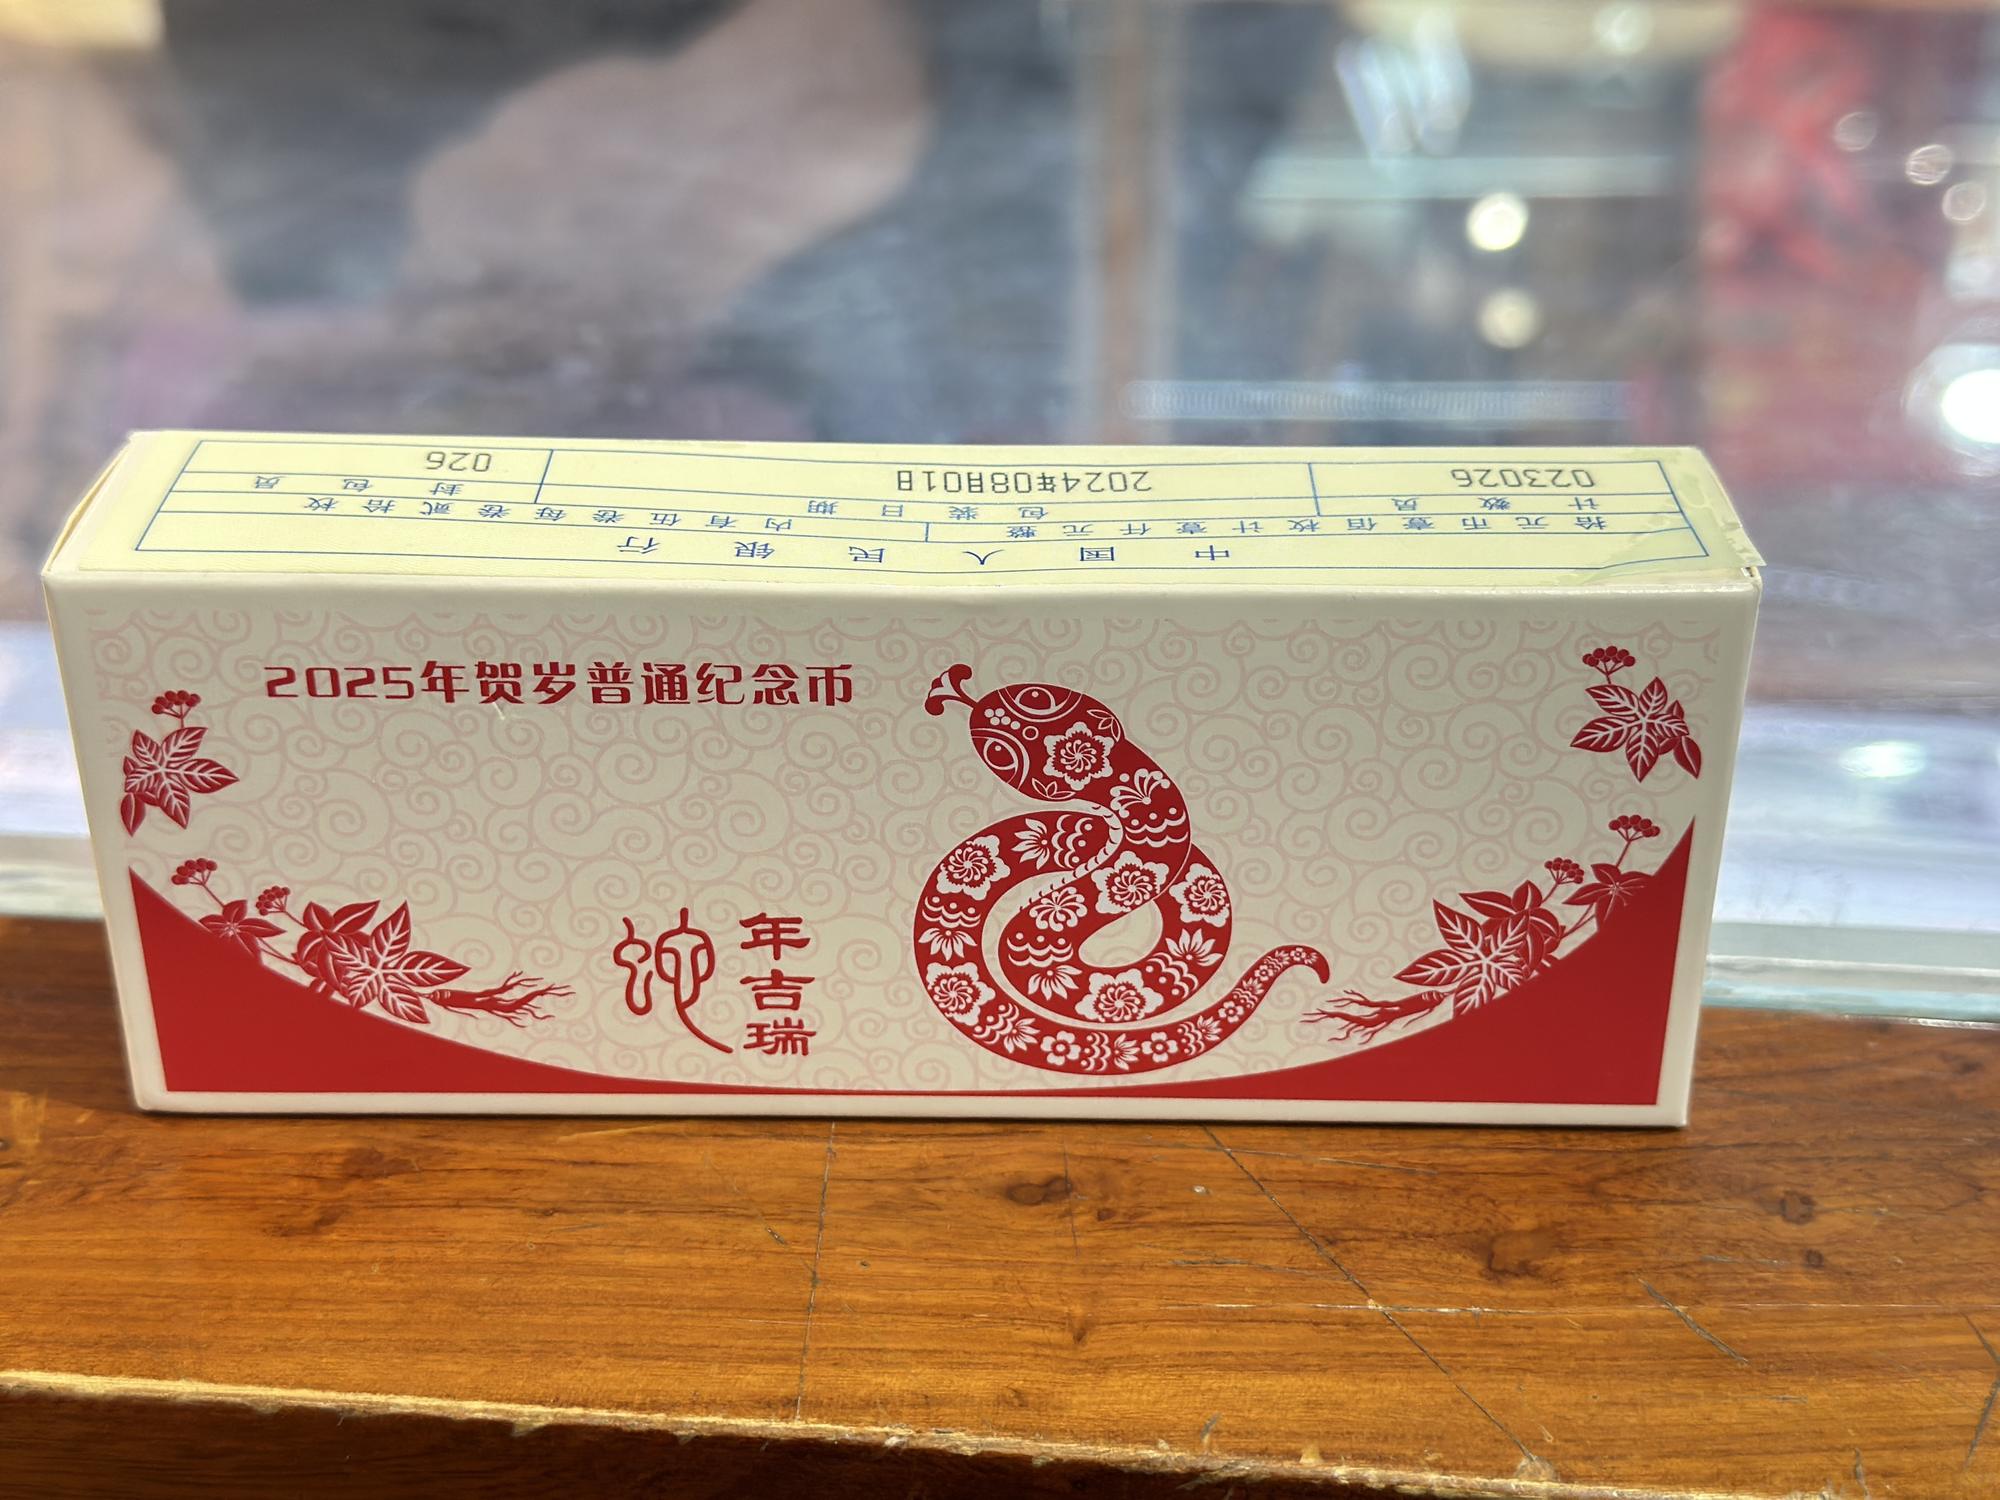 中国人民银行
拾元币壹佰枚计壹仟元整 内有伍卷每卷贰拾枚
计数员 包装日期 封包员
023026 2024年08月01日 026
2025年贺岁普通纪念币
蛇
年吉瑞